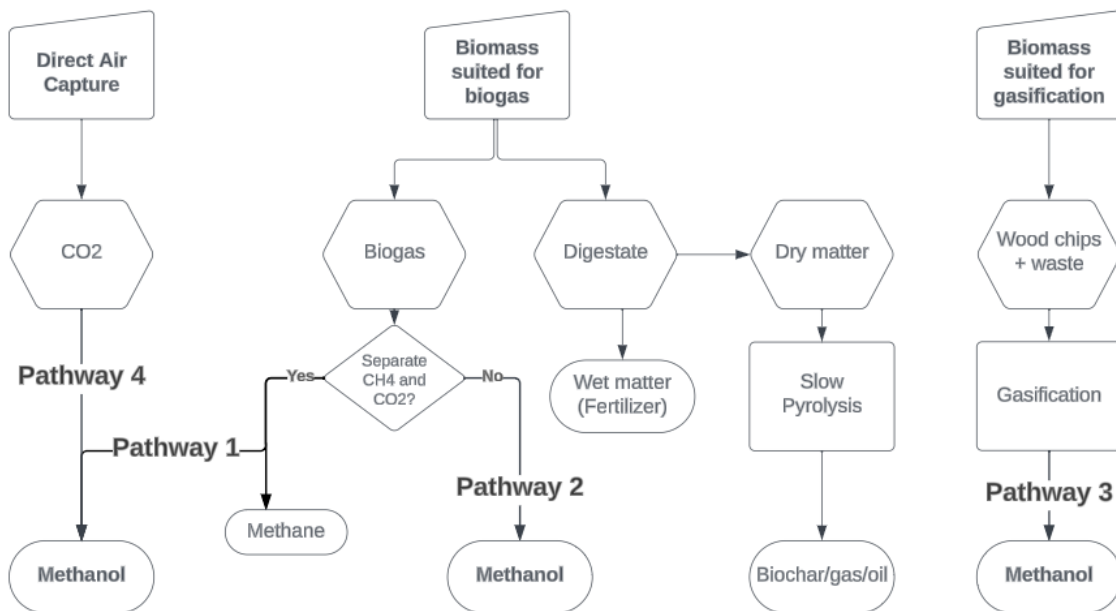 Direct Air
Capture
Biomass
suited for
biogas
Biomass
suited for
gasification
CO2
Biogas
Digestate
Dry matter
Wood chips
+ waste
Pathway 4
Yes
Separate
CH4 and
CO2?
No
Wet matter
(Fertilizer)
Slow
Pyrolysis
Gasification
Pathway 1
Pathway 2
Pathway 3
Methane
Methanol
Methanol
Biochar/gas/oil
Methanol